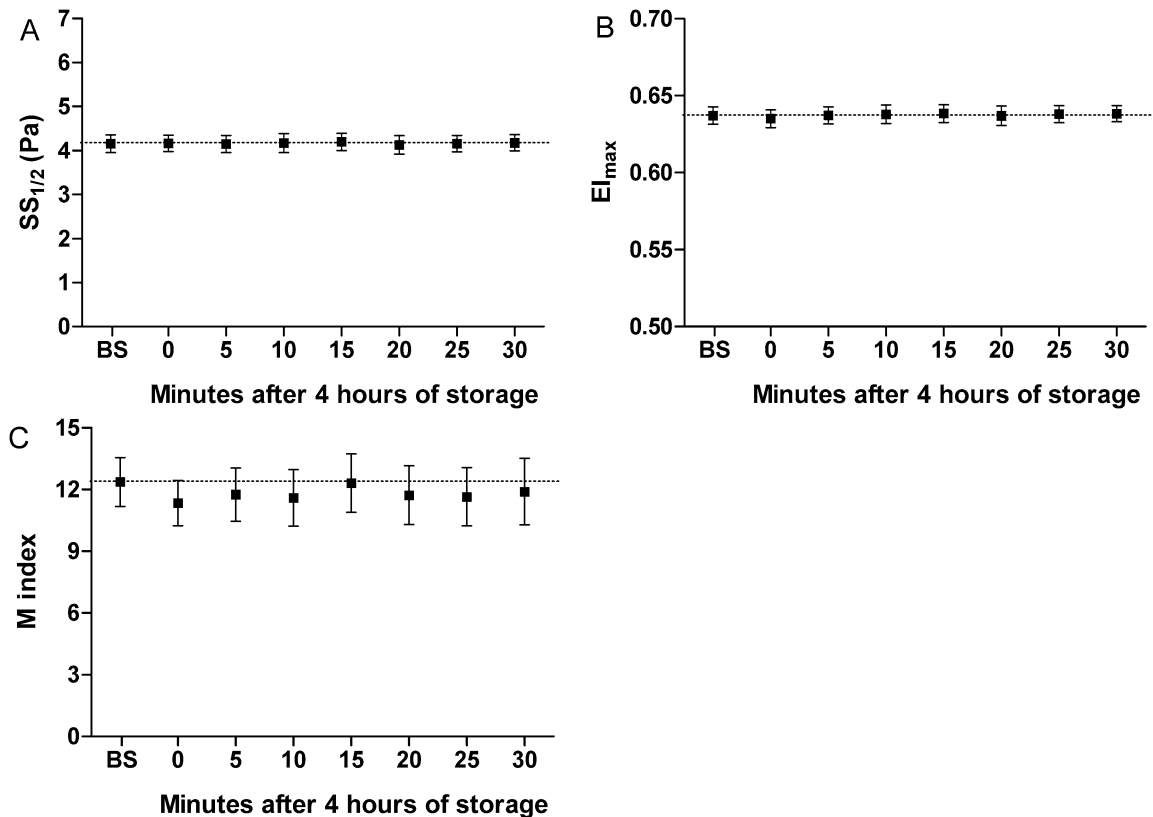 A
SS1/2 (Pa)
7
6
5
4
3
2
1
0
BS 0 5 10 15 20 25 30
Minutes after 4 hours of storage
B
EImax
0.70
0.65
0.60
0.55
0.50
BS 0 5 10 15 20 25 30
Minutes after 4 hours of storage
C
M index
15
12
9
6
3
0
BS 0 5 10 15 20 25 30
Minutes after 4 hours of storage